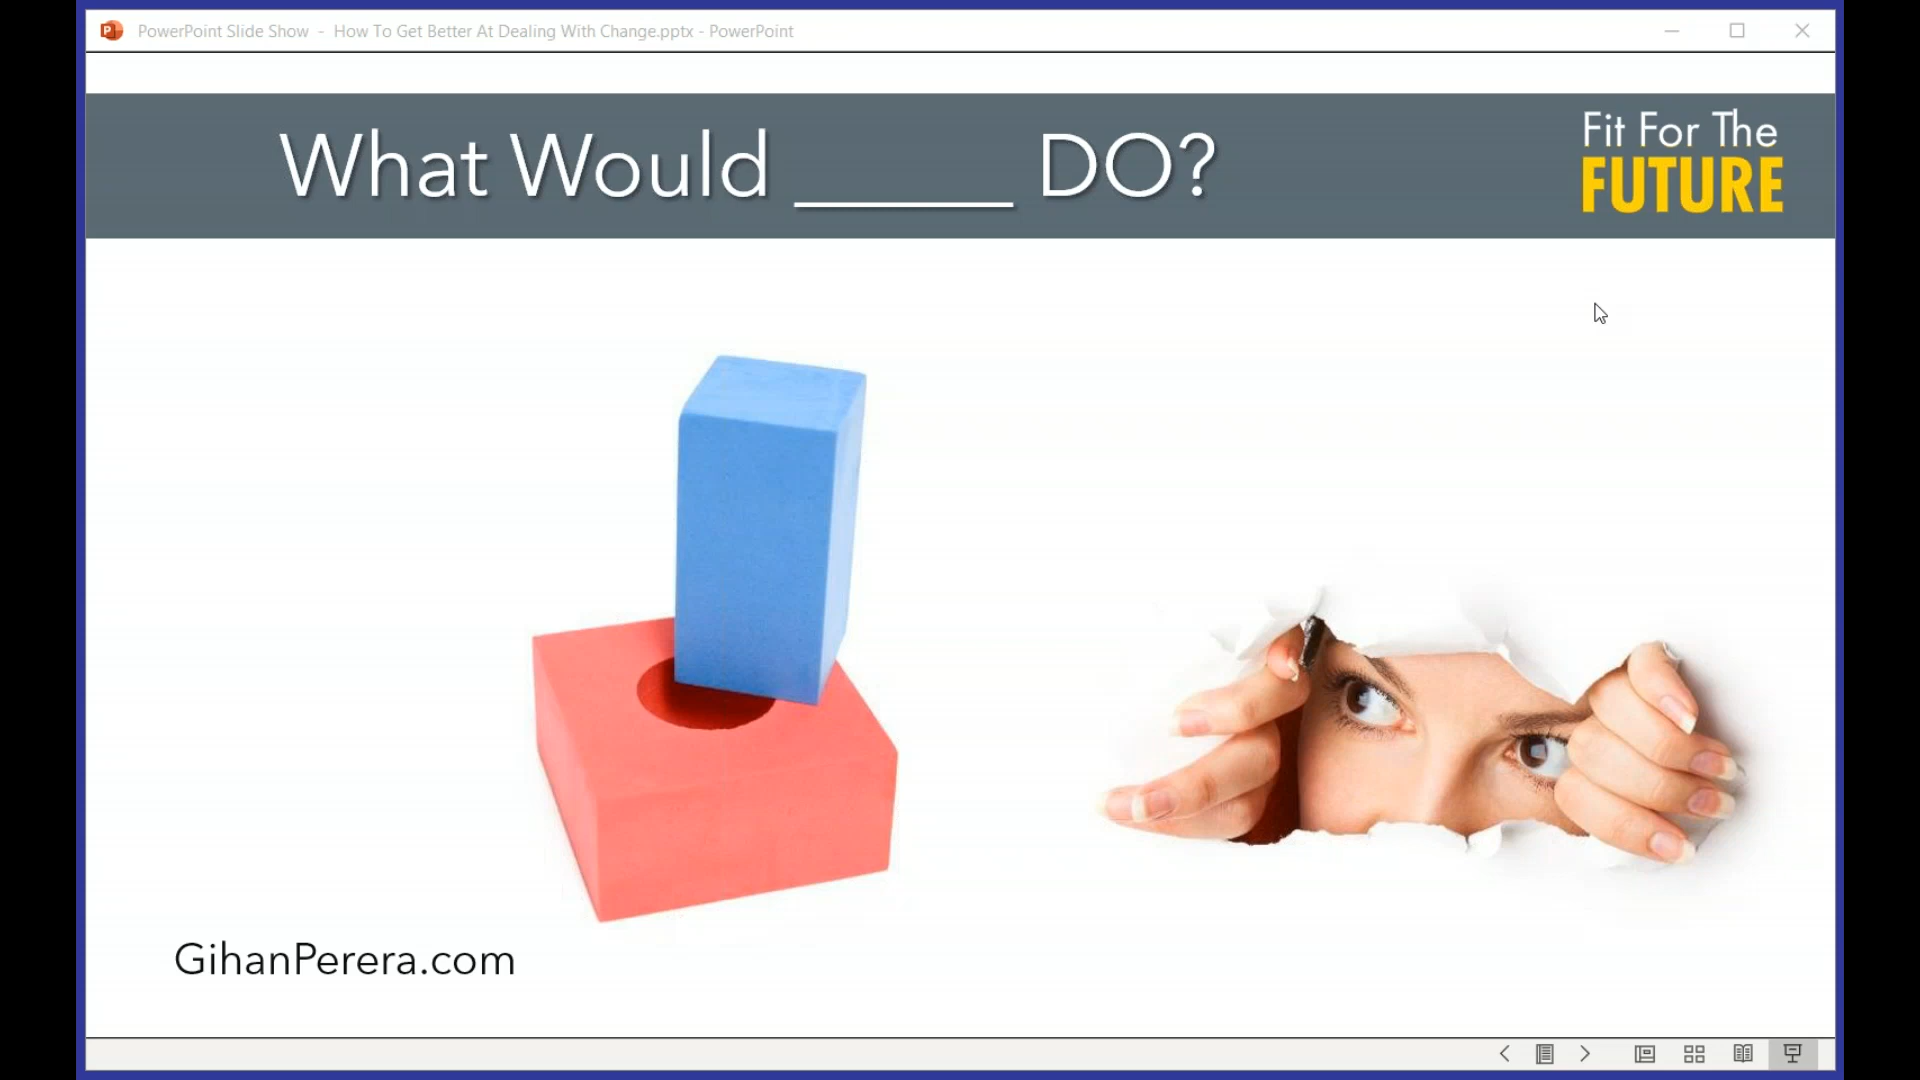 PowerPoint Slide Show - How To Get Better At Dealing With Change.pptx - PowerPoint
What Would ______ DO?
Fit For The
FUTURE
GihanPerera.com